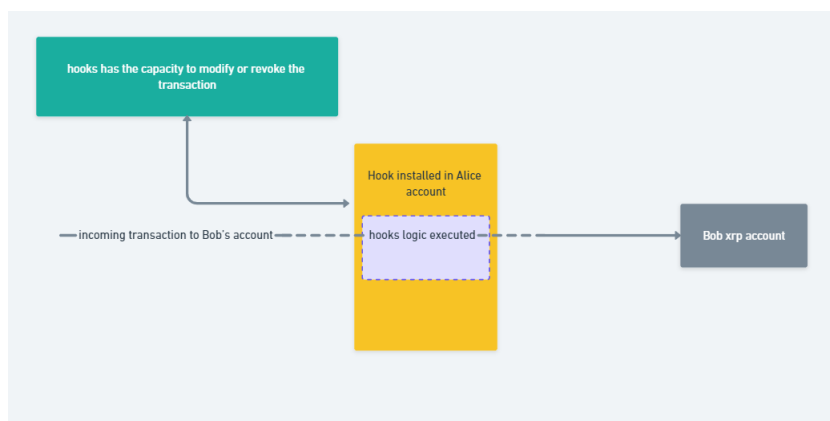 hooks has the capacity to modify or revoke the
transaction
Hook installed in Alice
account
incoming transaction to Bob's account
hooks logic executed
Bob xrp account